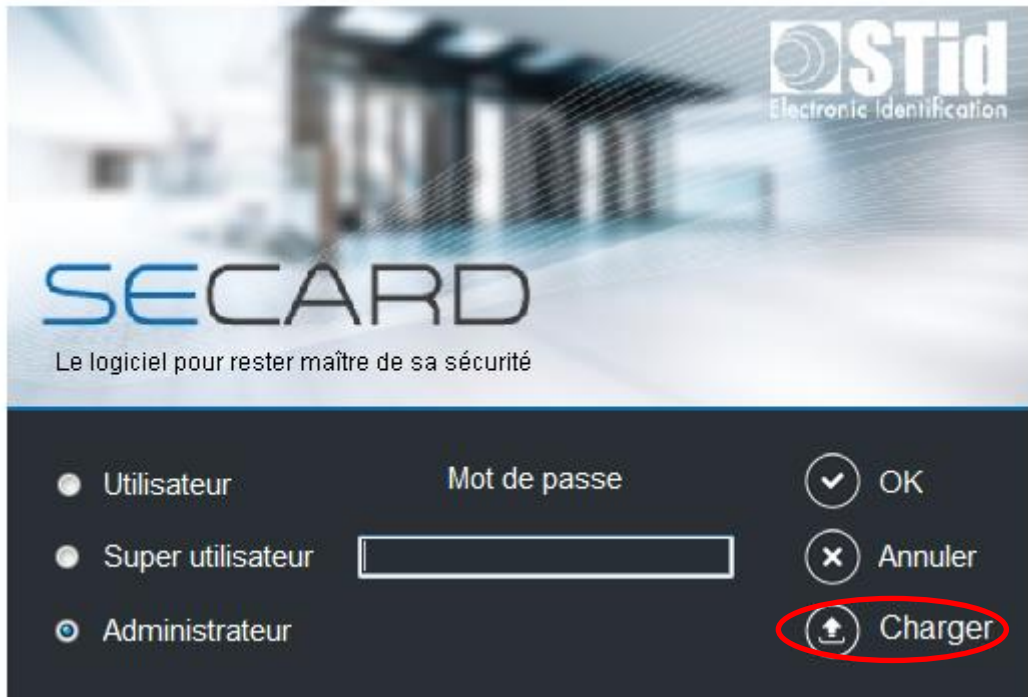 STid
Electronic Identification
SECARD
Le logiciel pour rester maître de sa sécurité
Utilisateur
Mot de passe
OK
Super utilisateur
Annuler
Administrateur
Charger